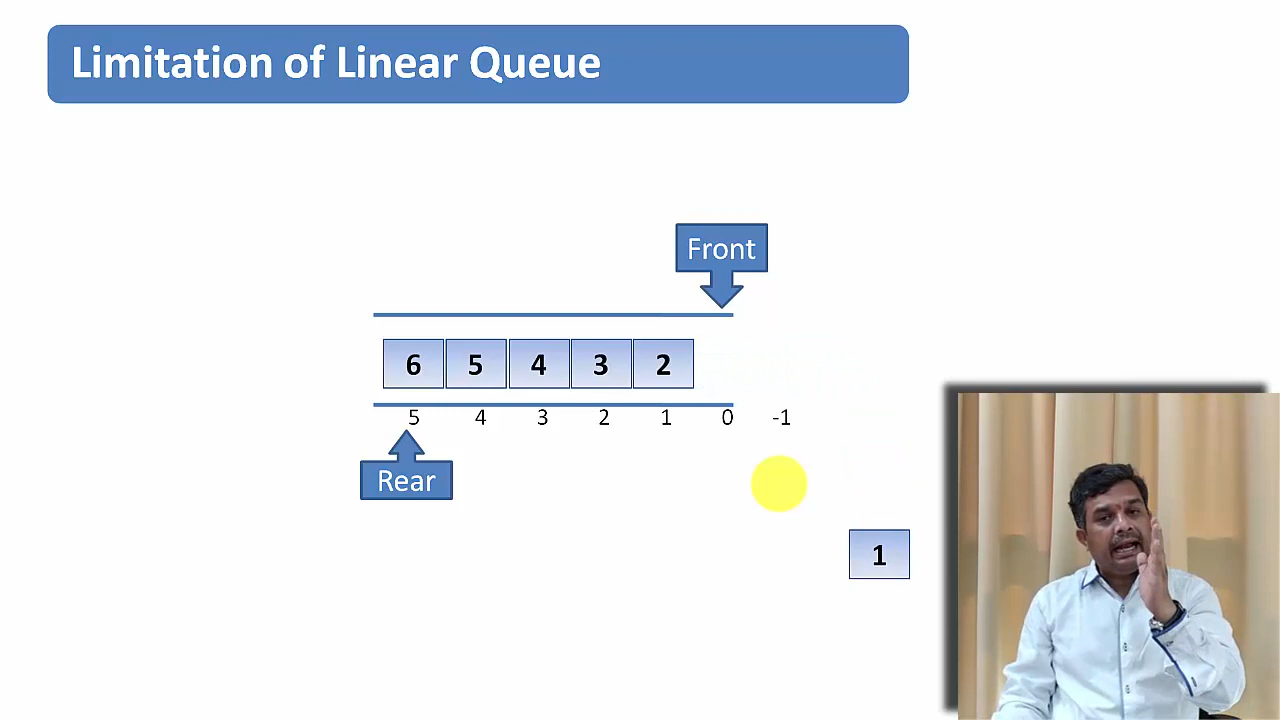 Limitation of Linear Queue
Front
6 5 4 3 2
5 4 3 2 1 0 -1
Rear
1